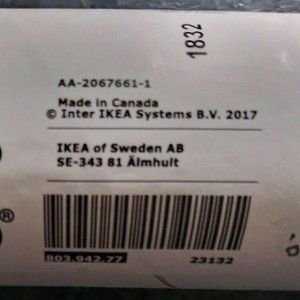 1832
AA-2067661-1
Made in Canada
© Inter IKEA Systems B.V. 2017
IKEA of Sweden AB
SE-343 81 Älmhult
®
803.942.77
23132